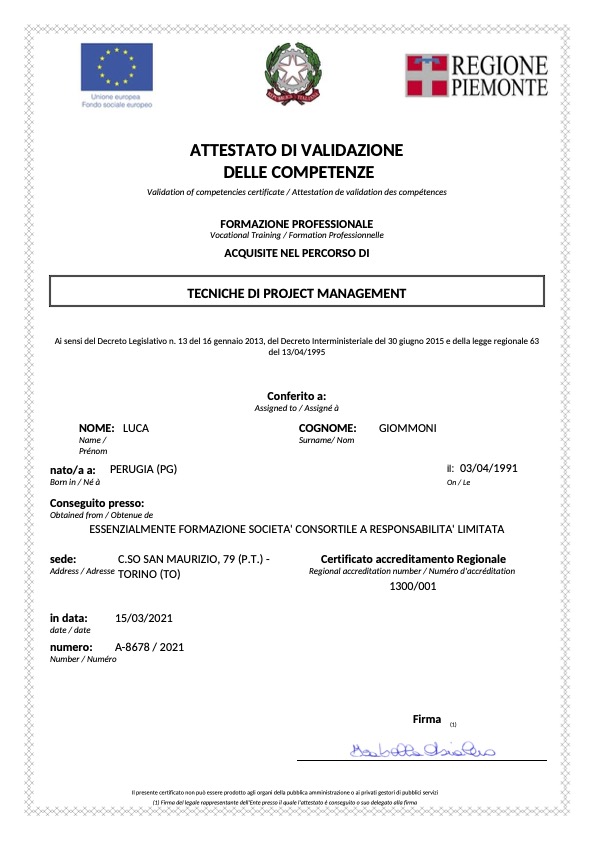 Unione europea
Fondo sociale europeo
REGIONE
PIEMONTE
ATTESTATO DI VALIDAZIONE
DELLE COMPETENZE
Validation of competencies certificate / Attestation de validation des compétences
FORMAZIONE PROFESSIONALE
Vocational Training / Formation Professionnelle
ACQUISITE NEL PERCORSO DI
TECNICHE DI PROJECT MANAGEMENT
Ai sensi del Decreto Legislativo n. 13 del 16 gennaio 2013, del Decreto Interministeriale del 30 giugno 2015 e della legge regionale 63
del 13/04/1995
Conferito a:
Assigned to / Assigné à
NOME: LUCA COGNOME: GIOMMONI
Name / Surname/ Nom
Prénom
nato/a a: PERUGIA (PG) il: 03/04/1991
Born in / Né à On / Le
Conseguito presso:
Obtained from / Obtenue de
ESSENZIALMENTE FORMAZIONE SOCIETA' CONSORTILE A RESPONSABILITA' LIMITATA
sede: C.SO SAN MAURIZIO, 79 (P.T.) - Certificato accreditamento Regionale
Address / Adresse TORINO (TO) Regional accreditation number / Numéro d'accréditation
1300/001
in data: 15/03/2021
date / date
numero: A-8678 / 2021
Number / Numéro
Firma (1)
Il presente certificato non può essere prodotto agli organi della pubblica amministrazione o ai privati gestori di pubblici servizi
(1) Firma del legale rappresentante dell'Ente presso il quale l'attestato è conseguito o suo delegato alla firma